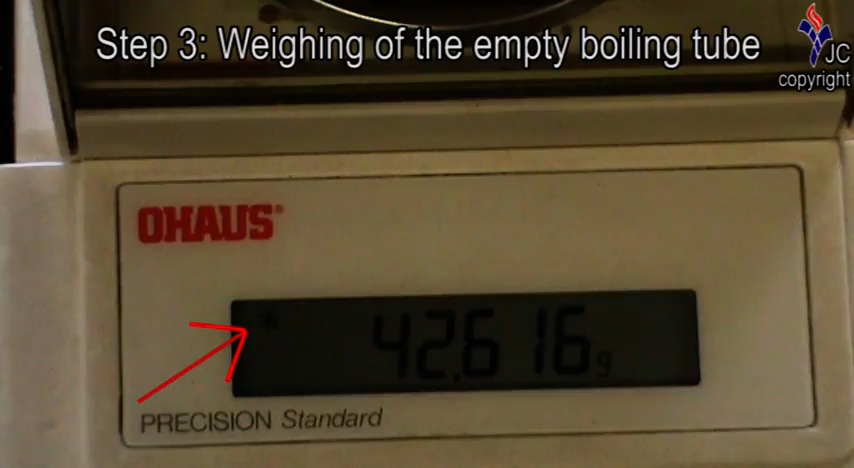 Step 3: Weighing of the empty boiling tube
JC
copyright
OHAUS®
* 42.616 g
PRECISION Standard